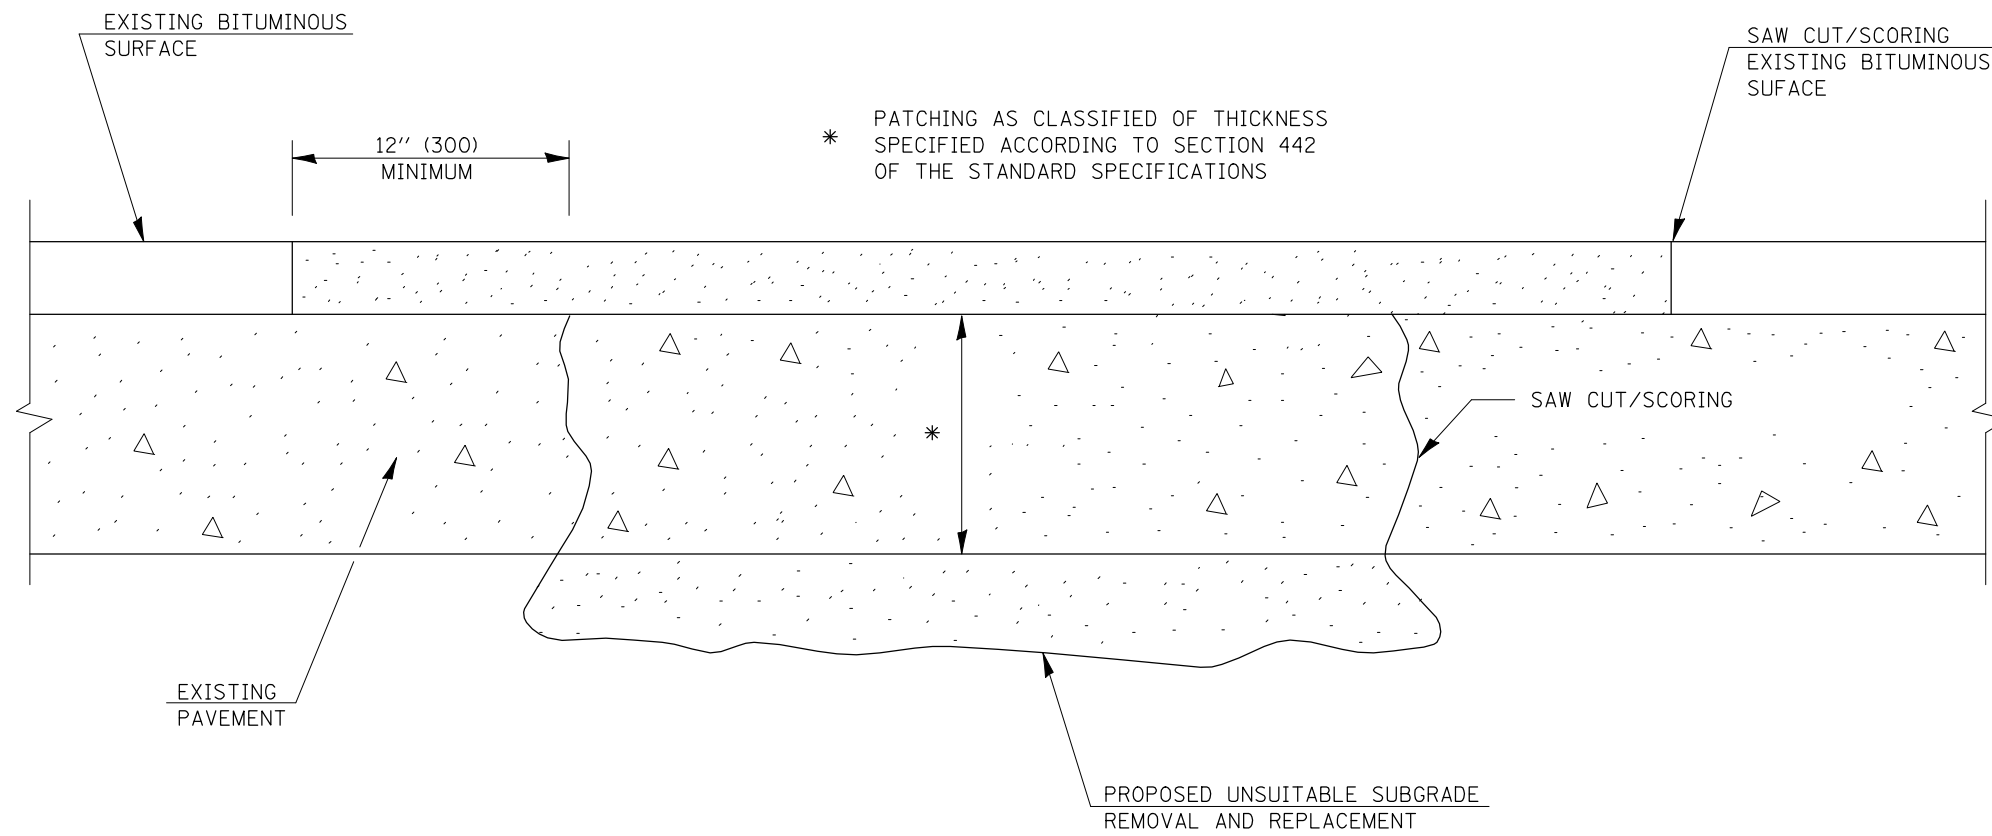 EXISTING BITUMINOUS
SURFACE
SAW CUT/SCORING
EXISTING BITUMINOUS
SUFACE
12'' (300)
MINIMUM
* PATCHING AS CLASSIFIED OF THICKNESS
SPECIFIED ACCORDING TO SECTION 442
OF THE STANDARD SPECIFICATIONS
SAW CUT/SCORING
*
EXISTING
PAVEMENT
PROPOSED UNSUITABLE SUBGRADE
REMOVAL AND REPLACEMENT